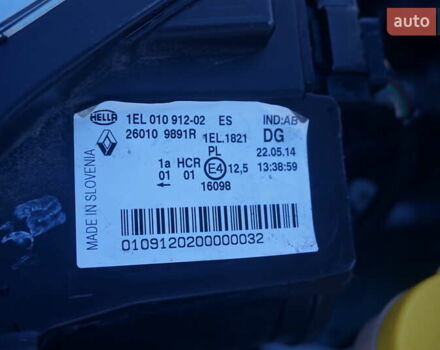 auto
HELLA 1EL 010 912-02 ES IND:AB
26010 9891R 1EL.1821 DG
PL 22.05.14
1a HCR E4 12,5 13:38:59
01 01
← 16098
MADE IN SLOVENIA
0109120200000032